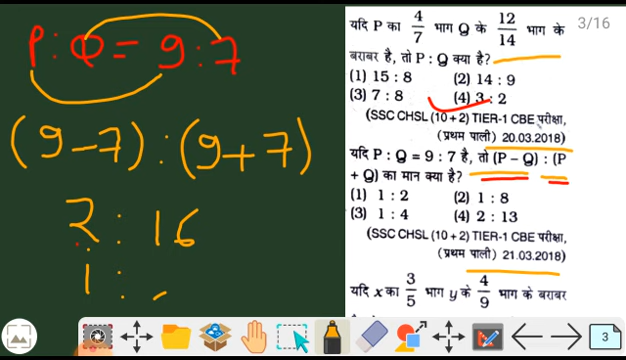 P : Q = 9 : 7
(9-7) : (9+7)
2 : 16
1 :
यदि P का 4/7 भाग Q के 12/14 भाग के
बराबर है, तो P : Q क्या है?
(1) 15 : 8 (2) 14 : 9
(3) 7 : 8 (4) 3 : 2
(SSC CHSL (10+2) TIER-1 CBE परीक्षा,
(प्रथम पाली) 20.03.2018)
यदि P : Q = 9 : 7 है, तो (P – Q) : (P
+ Q) का मान क्या है?
(1) 1 : 2 (2) 1 : 8
(3) 1 : 4 (4) 2 : 13
(SSC CHSL (10+2) TIER-1 CBE परीक्षा,
(प्रथम पाली) 21.03.2018)
यदि x का 3/5 भाग y के 4/9 भाग के बराबर
3/16
3